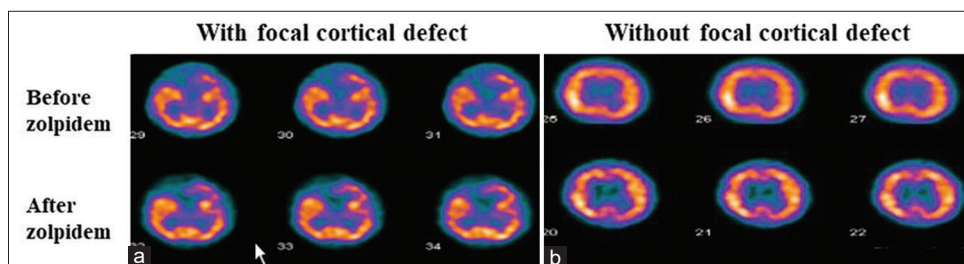 With focal cortical defect
Without focal cortical defect
Before
zolpidem
29
30
31
25
26
27
After
zolpidem
33
34
20
21
22
a
b